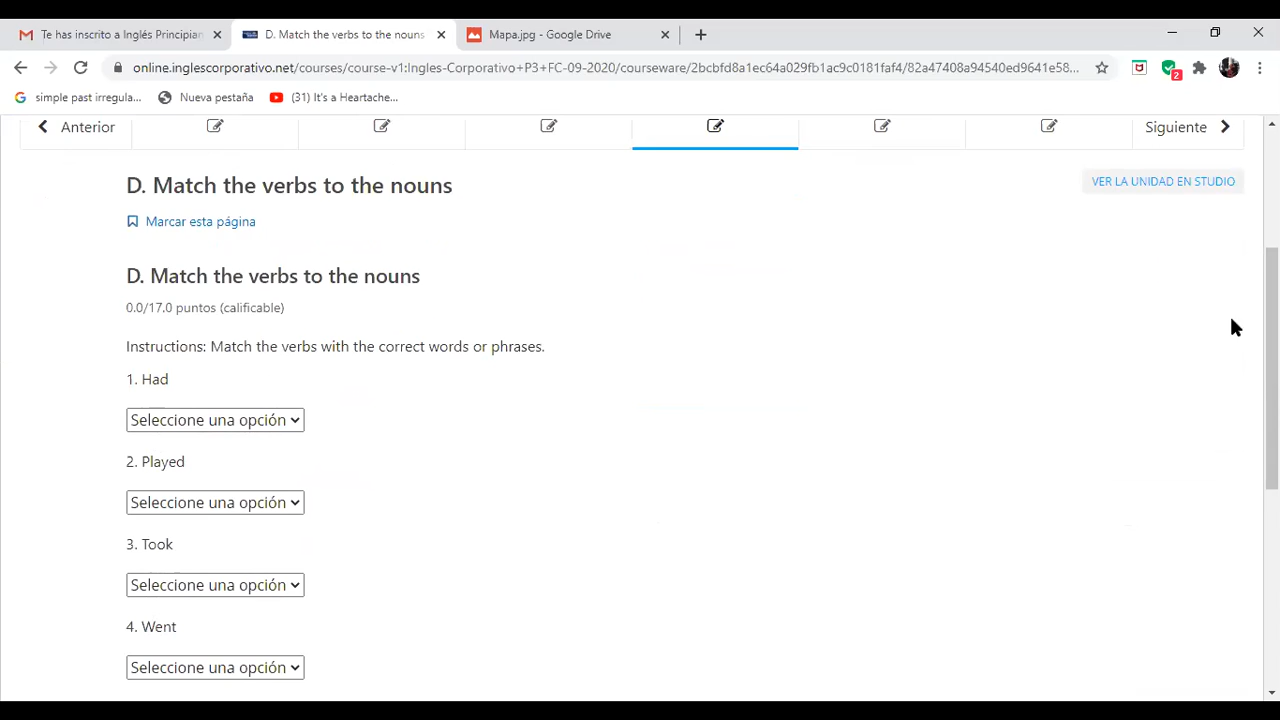 Te has inscrito a Inglés Principian
D. Match the verbs to the nouns
Mapa.jpg - Google Drive
online.inglescorporativo.net/courses/course-v1:Ingles-Corporativo+P3+FC-09-2020/courseware/2bcbfd8a1ec64a029fb1ac9c0181faf4/82a47408a94540ed9641e58...
2
simple past irregula...
Nueva pestaña
(31) It's a Heartache...
Anterior
Siguiente
D. Match the verbs to the nouns
VER LA UNIDAD EN STUDIO
Marcar esta página
D. Match the verbs to the nouns
0.0/17.0 puntos (calificable)
Instructions: Match the verbs with the correct words or phrases.
1. Had
Seleccione una opción
2. Played
Seleccione una opción
3. Took
Seleccione una opción
4. Went
Seleccione una opción